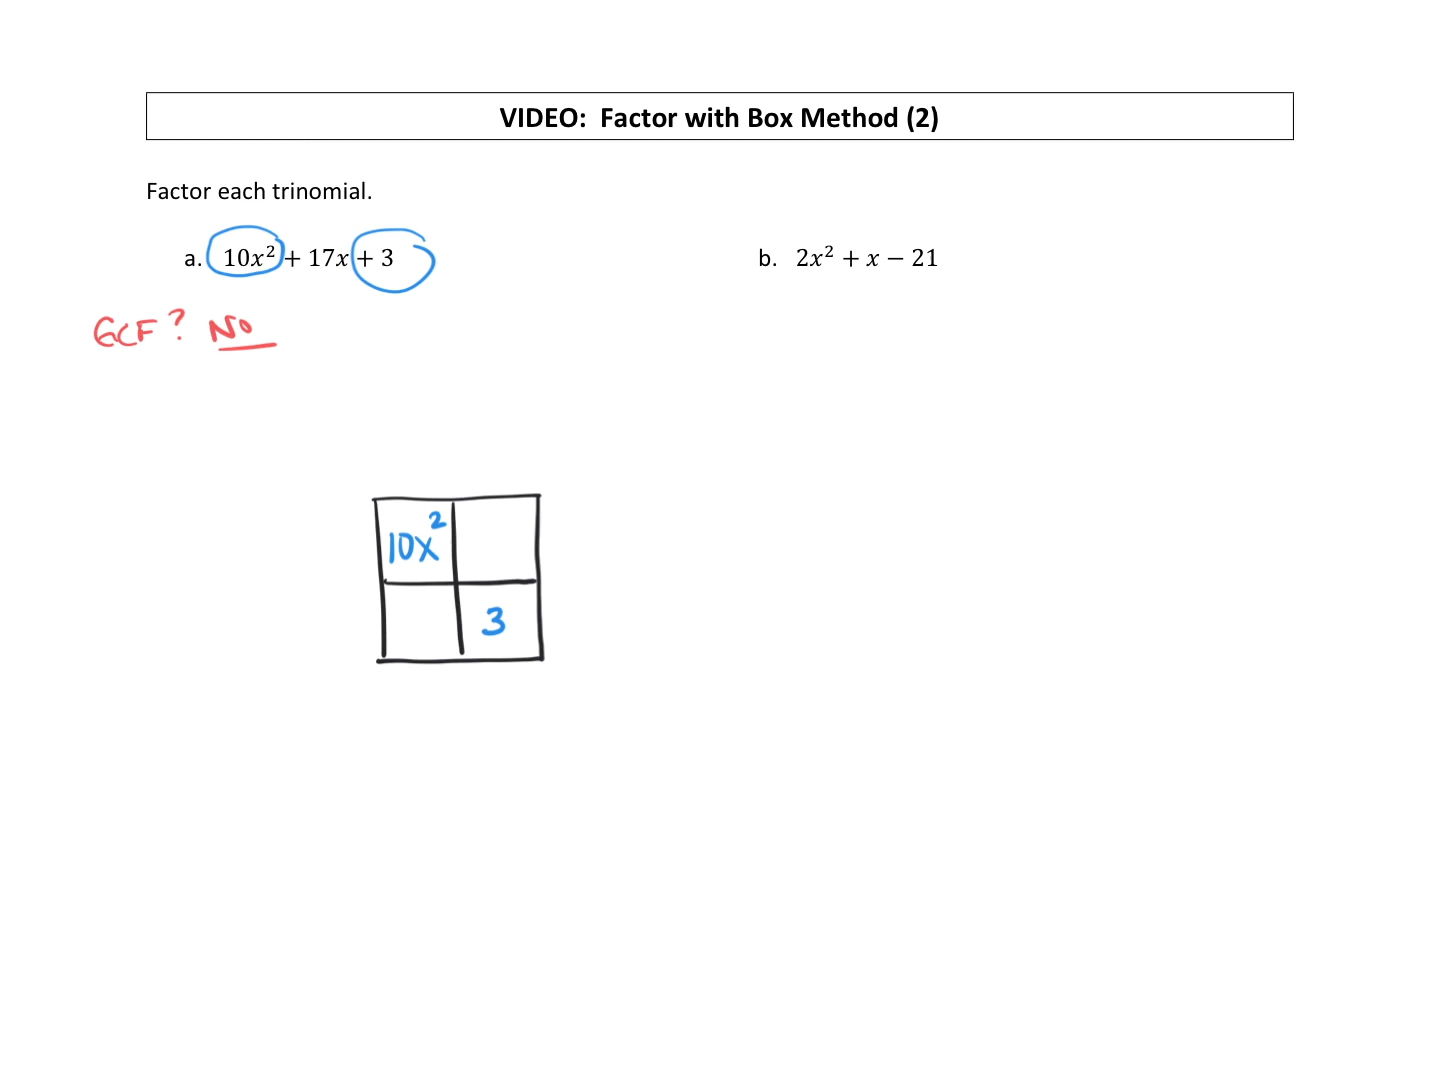 VIDEO: Factor with Box Method (2)
Factor each trinomial.
a. 10x² + 17x + 3
b. 2x² + x − 21
GCF? NO
10x²
3